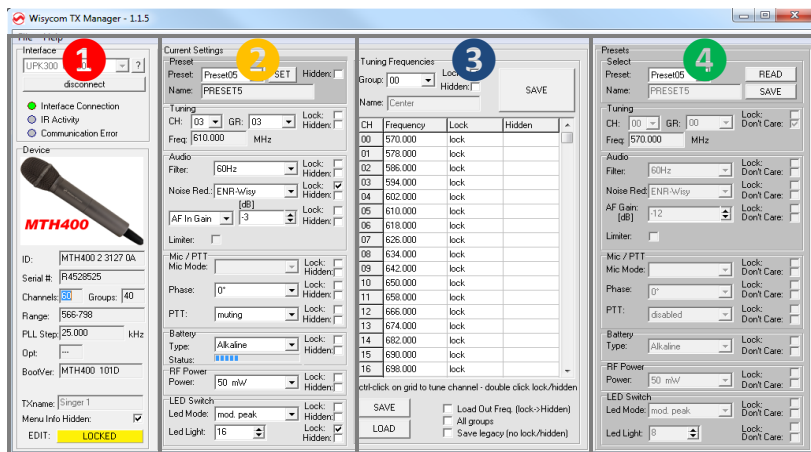 Wisycom TX Manager - 1.1.5
File Help
Interface
UPK300
?
disconnect
Interface Connection
IR Activity
Communication Error
Device
MTH400
ID: MTH400 2 3127 0A
Serial #: R4528525
Channels: 60 Groups: 40
Range: 566-798
PLL Step: 25.000 kHz
Opt: ---
BootVer: MTH400 101D
TXname: Singer 1
Menu Info Hidden:
EDIT: LOCKED
1
Current Settings
2
Preset
Preset: Preset05 SET Hidden:
Name: PRESET5
Tuning
CH: 03 GR: 03 Lock:
Hidden:
Freq: 610.000 MHz
Audio
Filter: 60Hz Lock:
Hidden:
Noise Red.: ENR-Wisy Lock:
Hidden:
[dB]
AF In Gain -3 Lock:
Hidden:
Limiter:
Mic / PTT
Mic Mode: Lock:
Hidden:
Phase: 0° Lock:
Hidden:
PTT: muting Lock:
Hidden:
Battery
Type: Alkaline Lock:
Hidden:
Status:
RF Power
Power: 50 mW Lock:
Hidden:
LED Switch
Led Mode: mod. peak Lock:
Hidden:
Led Light: 16 Lock:
Hidden:
3
Tuning Frequencies
Group: 00 Lock:
Hidden:
SAVE
Name: Center
CH Frequency Lock Hidden
00 570.000 lock
01 578.000 lock
02 586.000 lock
03 594.000 lock
04 602.000 lock
05 610.000 lock
06 618.000 lock
07 626.000 lock
08 634.000 lock
09 642.000 lock
10 650.000 lock
11 658.000 lock
12 666.000 lock
13 674.000 lock
14 682.000 lock
15 690.000 lock
16 698.000 lock
ctrl-click on grid to tune channel - double click lock/hidden
SAVE
LOAD
Load Out Freq. (lock->Hidden)
All groups
Save legacy (no lock/hidden)
4
Presets
Select
Preset: Preset05 READ
Name: PRESET5 SAVE
Tuning
CH: 00 GR: 00 Lock:
Don't Care:
Freq: 570.000 MHz
Audio
Filter: 60Hz Lock:
Don't Care:
Noise Red: ENR-Wisy Lock:
Don't Care:
AF Gain: -12 Lock:
[dB] Don't Care:
Limiter:
Mic / PTT
Mic Mode: Lock:
Don't Care:
Phase: 0° Lock:
Don't Care:
PTT: disabled Lock:
Don't Care:
Battery
Type: Alkaline Lock:
Don't Care:
RF Power
Power: 50 mW Lock:
Don't Care:
LED Switch
Led Mode: mod. peak Lock:
Don't Care:
Led Light: 8 Lock:
Don't Care: